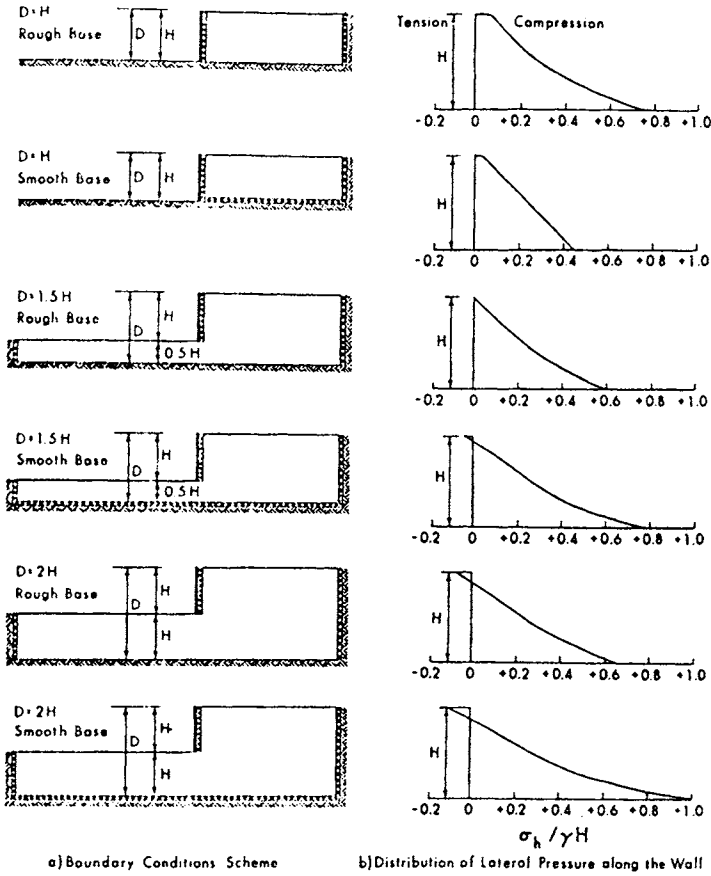 D=H
Rough Base
D
H
Tension
Compression
H
-0.2 0 +0.2 +0.4 +0.6 +0.8 +1.0
D=H
Smooth Base
D
H
H
-0.2 0 +0.2 +0.4 +0.6 +0.8 +1.0
D=1.5H
Rough Base
D
H
0.5H
H
-0.2 0 +0.2 +0.4 +0.6 +0.8 +1.0
D=1.5H
Smooth Base
D
H
0.5H
H
-0.2 0 +0.2 +0.4 +0.6 +0.8 +1.0
D=2H
Rough Base
D
H
H
H
-0.2 0 +0.2 +0.4 +0.6 +0.8 +1.0
D=2H
Smooth Base
D
H
H
H
-0.2 0 +0.2 +0.4 +0.6 +0.8 +1.0
σh/γH
a) Boundary Conditions Scheme
b) Distribution of Lateral Pressure along the Wall